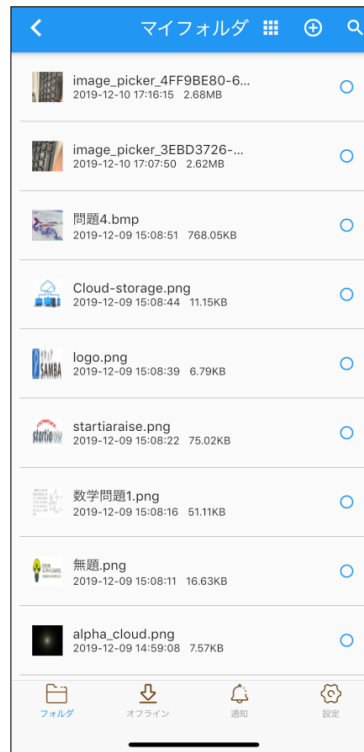 マイフォルダ
image_picker_4FF9BE80-6...
2019-12-10 17:16:15 2.68MB
image_picker_3EBD3726-...
2019-12-10 17:07:50 2.62MB
問題4.bmp
2019-12-09 15:08:51 768.05KB
Cloud-storage.png
2019-12-09 15:08:44 11.15KB
logo.png
2019-12-09 15:08:39 6.79KB
SAMBA
startiaraise.png
2019-12-09 15:08:22 75.02KB
startiaraise
数学問題1.png
2019-12-09 15:08:16 51.11KB
無題.png
2019-12-09 15:08:11 16.63KB
alpha_cloud.png
2019-12-09 14:59:08 7.57KB
フォルダ
オフライン
通知
設定